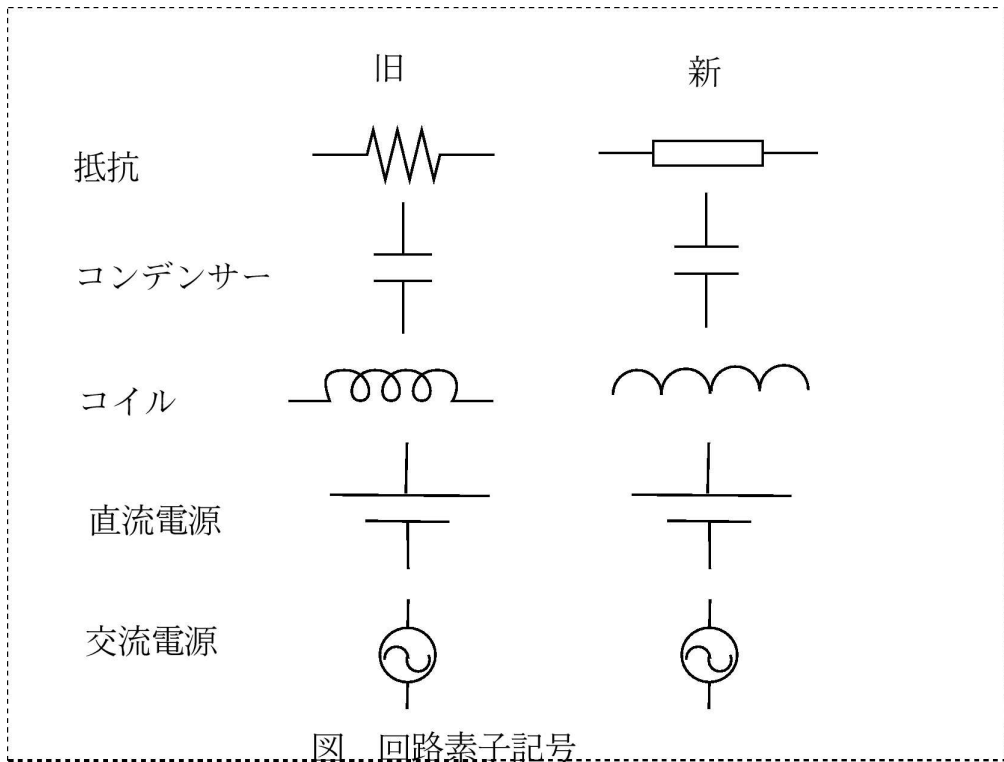 旧 新
抵抗
コンデンサー
コイル
直流電源
交流電源
図 回路素子記号